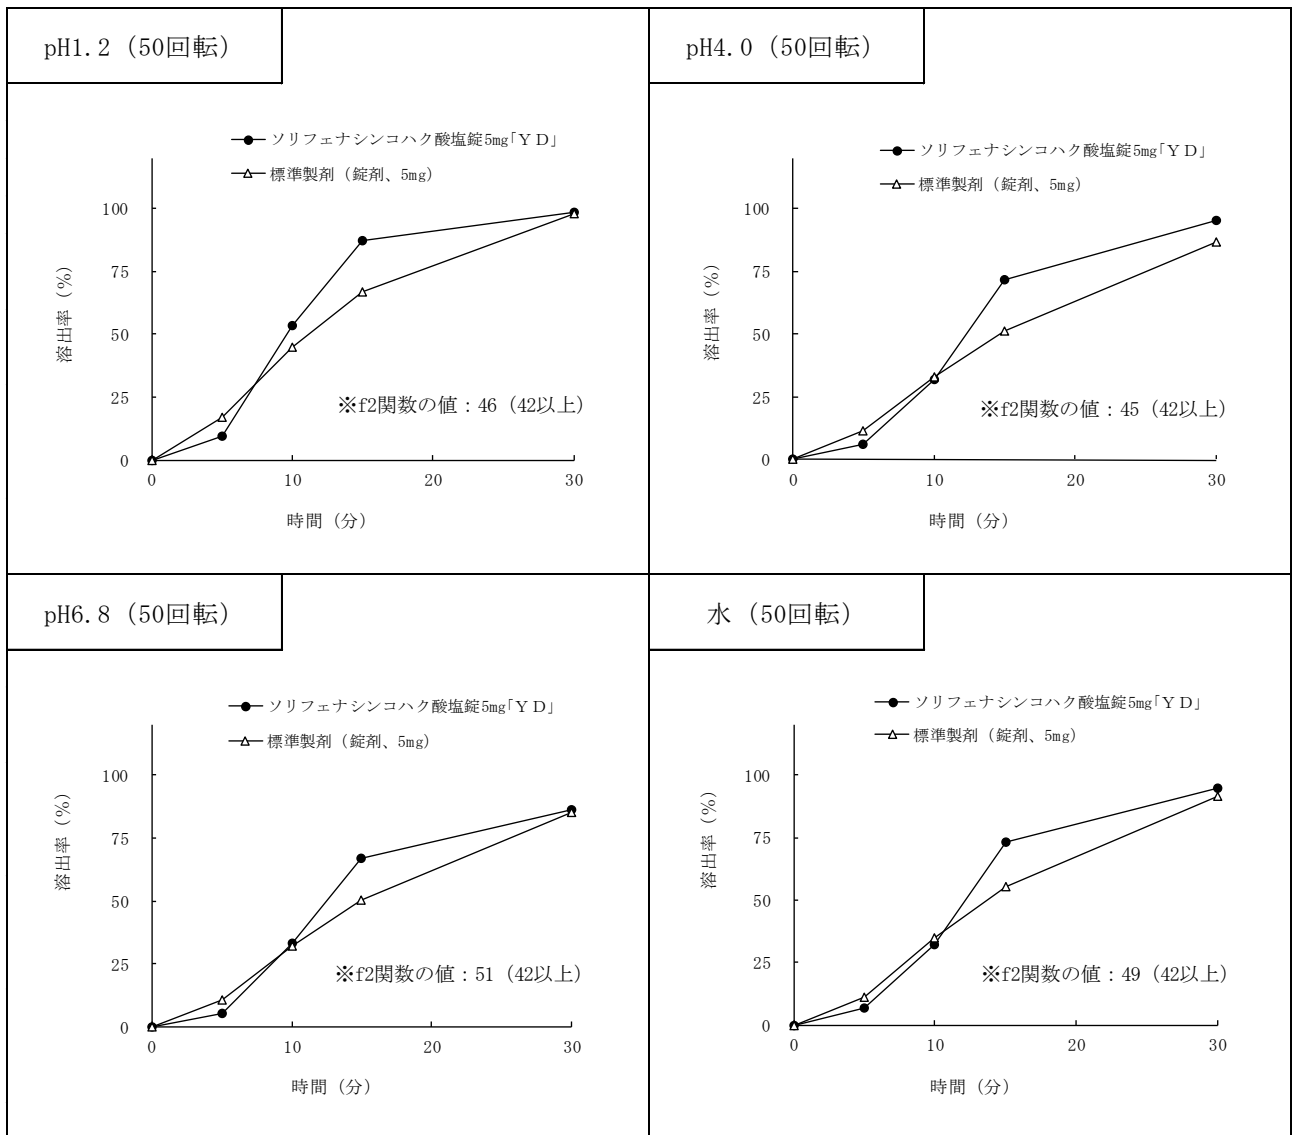 pH1.2（50回転）
ソリフェナシンコハク酸塩錠5mg｢ＹＤ｣
標準製剤（錠剤、5mg）
100
75
50
25
0
溶出率（%）
※f2関数の値：46（42以上）
0 10 20 30
時間（分）
pH4.0（50回転）
ソリフェナシンコハク酸塩錠5mg｢ＹＤ｣
標準製剤（錠剤、5mg）
100
75
50
25
0
溶出率（%）
※f2関数の値：45（42以上）
0 10 20 30
時間（分）
pH6.8（50回転）
ソリフェナシンコハク酸塩錠5mg｢ＹＤ｣
標準製剤（錠剤、5mg）
100
75
50
25
0
溶出率（%）
※f2関数の値：51（42以上）
0 10 20 30
時間（分）
水（50回転）
ソリフェナシンコハク酸塩錠5mg｢ＹＤ｣
標準製剤（錠剤、5mg）
100
75
50
25
0
溶出率（%）
※f2関数の値：49（42以上）
0 10 20 30
時間（分）